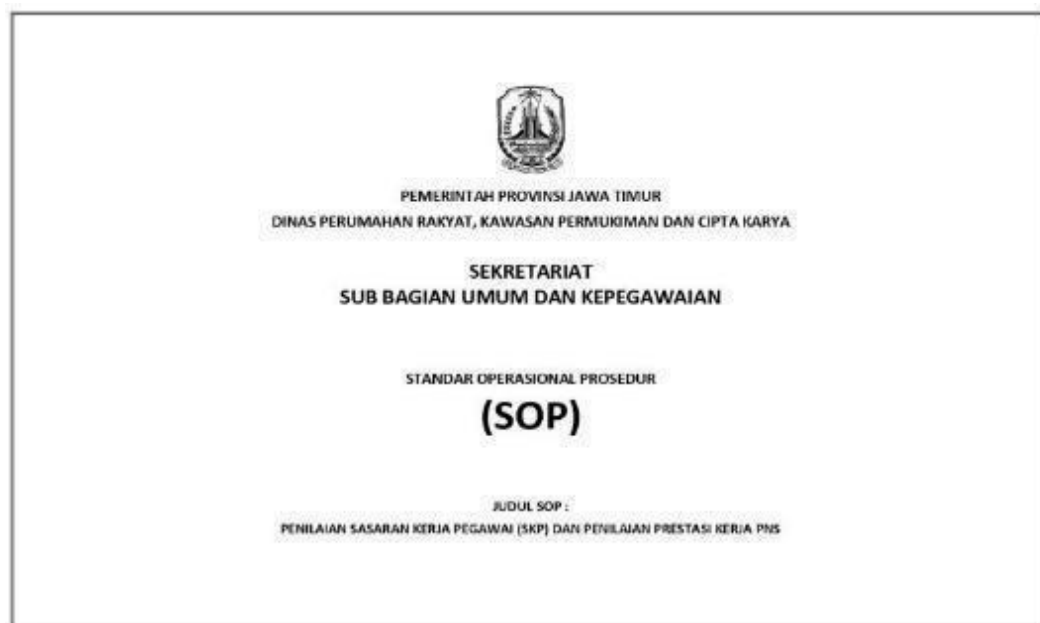 PEMERINTAH PROVINSI JAWA TIMUR
DINAS PERUMAHAN RAKYAT, KAWASAN PERMUKIMAN DAN CIPTA KARYA
SEKRETARIAT
SUB BAGIAN UMUM DAN KEPEGAWAIAN
STANDAR OPERASIONAL PROSEDUR
(SOP)
JUDUL SOP :
PENILAIAN SASARAN KERJA PEGAWAI (SKP) DAN PENILAIAN PRESTASI KERJA PNS